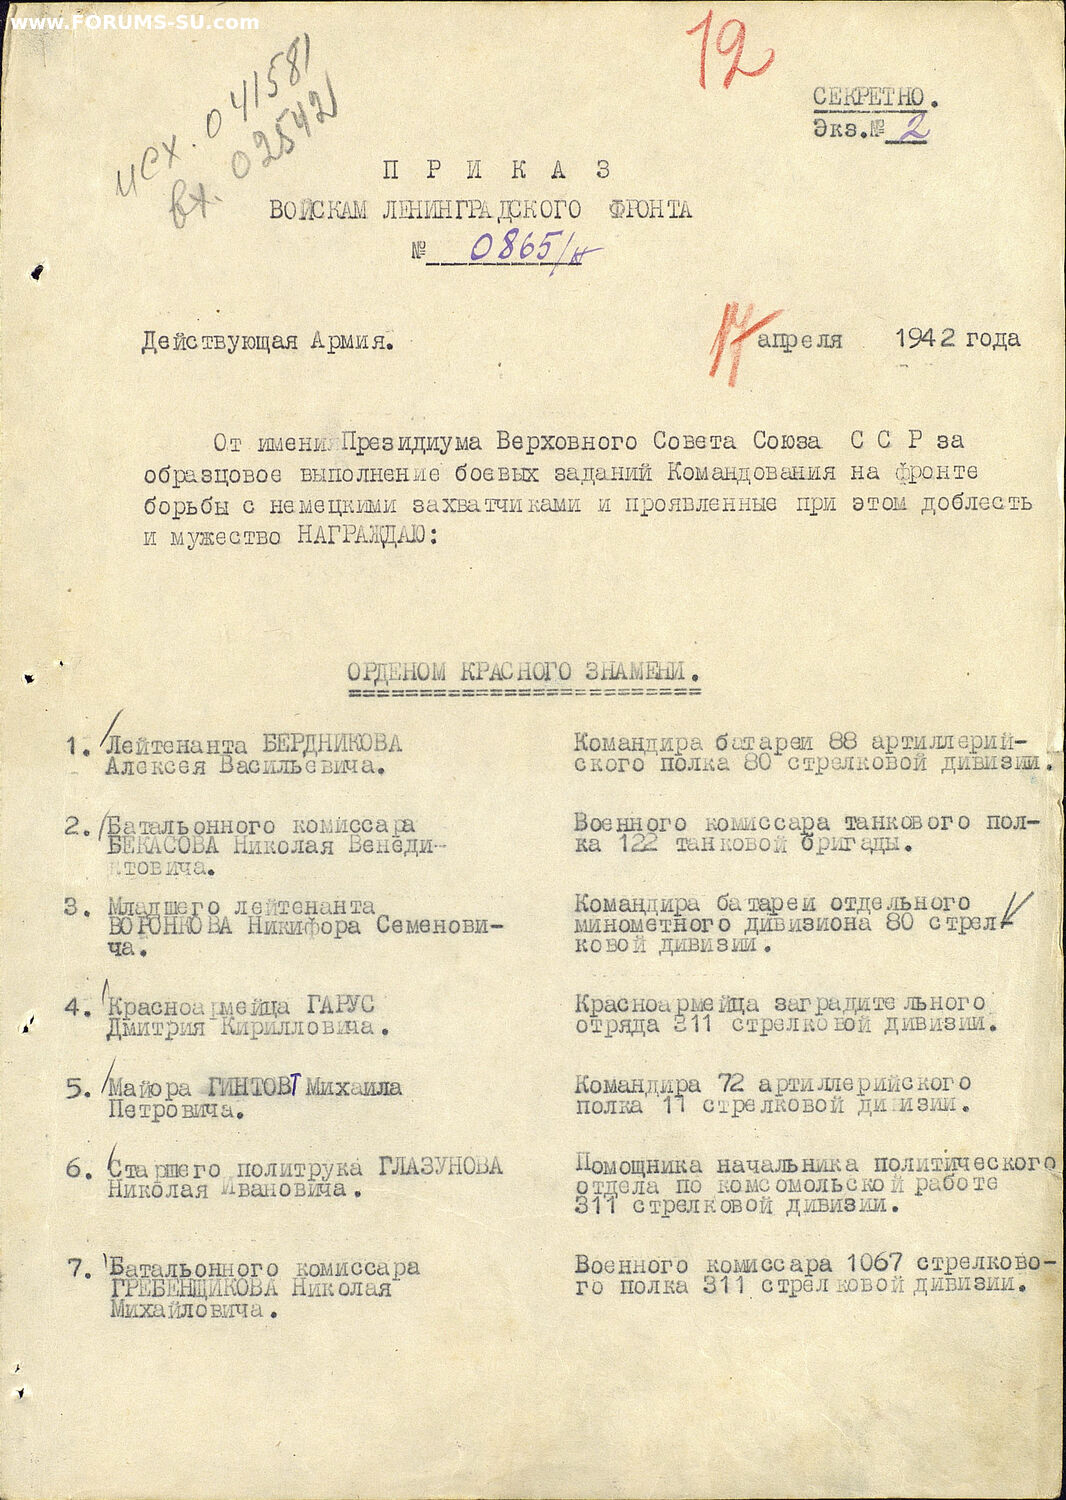 www.FORUMS-SU.com
12
исх. 041581
вх. 02542
СЕКРЕТНО.
Экз.№ 2
П Р И К А З
ВОЙСКАМ ЛЕНИНГРАДСКОГО ФРОНТА
№ 0865/н
Действующая Армия.
апреля 1942 года
От имени Президиума Верховного Совета Союза С С Р за
образцовое выполнение боевых заданий Командования на фронте
борьбы с немецкими захватчиками и проявленные при этом доблесть
и мужество НАГРАЖДАЮ:
ОРДЕНОМ КРАСНОГО ЗНАМЕНИ.
1. Лейтенанта БЕРДНИКОВА
Алексея Васильевича.
Командира батареи 88 артиллерий-
ского полка 80 стрелковой дивизии.
2. Батальонного комиссара
БЕКАСОВА Николая Венеди-
ктовича.
Военного комиссара танкового пол-
ка 122 танковой бригады.
3. Младшего лейтенанта
ВОРОНКОВА Никифора Семенови-
ча.
Командира батареи отдельного
минометного дивизиона 80 стрел-
ковой дивизии.
4. Красноармейца ГАРУС
Дмитрия Кирилловича.
Красноармейца заградительного
отряда 311 стрелковой дивизии.
5. Майора ГИНТОВТ Михаила
Петровича.
Командира 72 артиллерийского
полка 11 стрелковой дивизии.
6. Старшего политрука ГЛАЗУНОВА
Николая Ивановича.
Помощника начальника политического
отдела по комсомольской работе
311 стрелковой дивизии.
7. Батальонного комиссара
ГРЕБЕНЩИКОВА Николая
Михайловича.
Военного комиссара 1067 стрелково-
го полка 311 стрелковой дивизии.